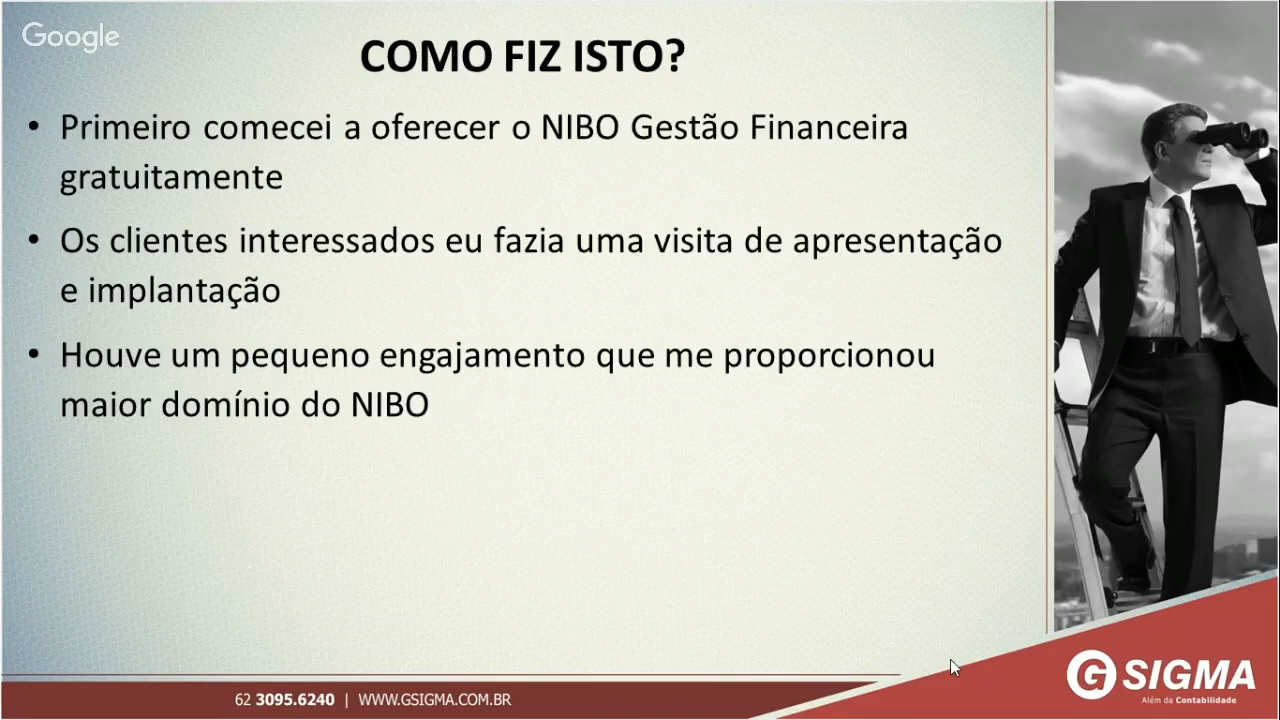 Google
COMO FIZ ISTO?
• Primeiro comecei a oferecer o NIBO Gestão Financeira
gratuitamente
• Os clientes interessados eu fazia uma visita de apresentação
e implantação
• Houve um pequeno engajamento que me proporcionou
maior domínio do NIBO
62 3095.6240 | WWW.GSIGMA.COM.BR
G SIGMA
Além da Contabilidade